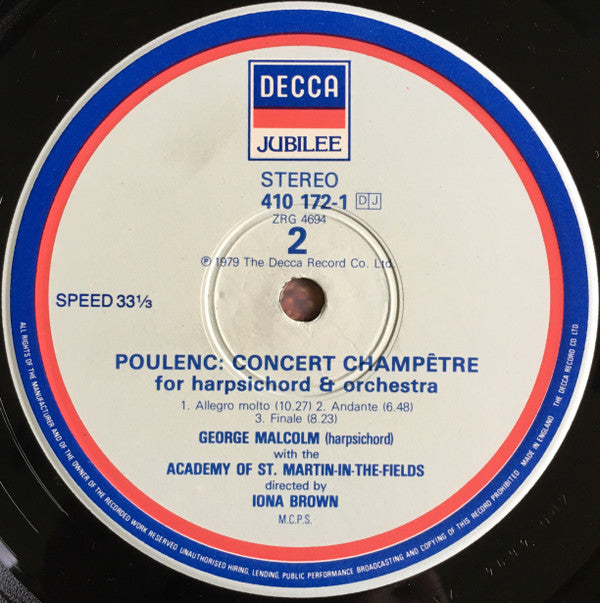 DECCA
JUBILEE
STEREO
410 172-1 DJ
ZRG 4694
2
℗ 1979 The Decca Record Co. Ltd.
SPEED 33⅓
POULENC: CONCERT CHAMPÊTRE
for harpsichord & orchestra
1. Allegro molto (10.27) 2. Andante (6.48)
3. Finale (8.23)
GEORGE MALCOLM (harpsichord)
with the
ACADEMY OF ST. MARTIN-IN-THE-FIELDS
directed by
IONA BROWN
M.C.P.S.
ALL RIGHTS OF THE MANUFACTURER AND OF THE OWNER OF THE RECORDED WORK RESERVED. UNAUTHORISED HIRING, LENDING, PUBLIC PERFORMANCE BROADCASTING AND COPYING OF THIS RECORD PROHIBITED. MADE IN ENGLAND. THE DECCA RECORD CO LTD